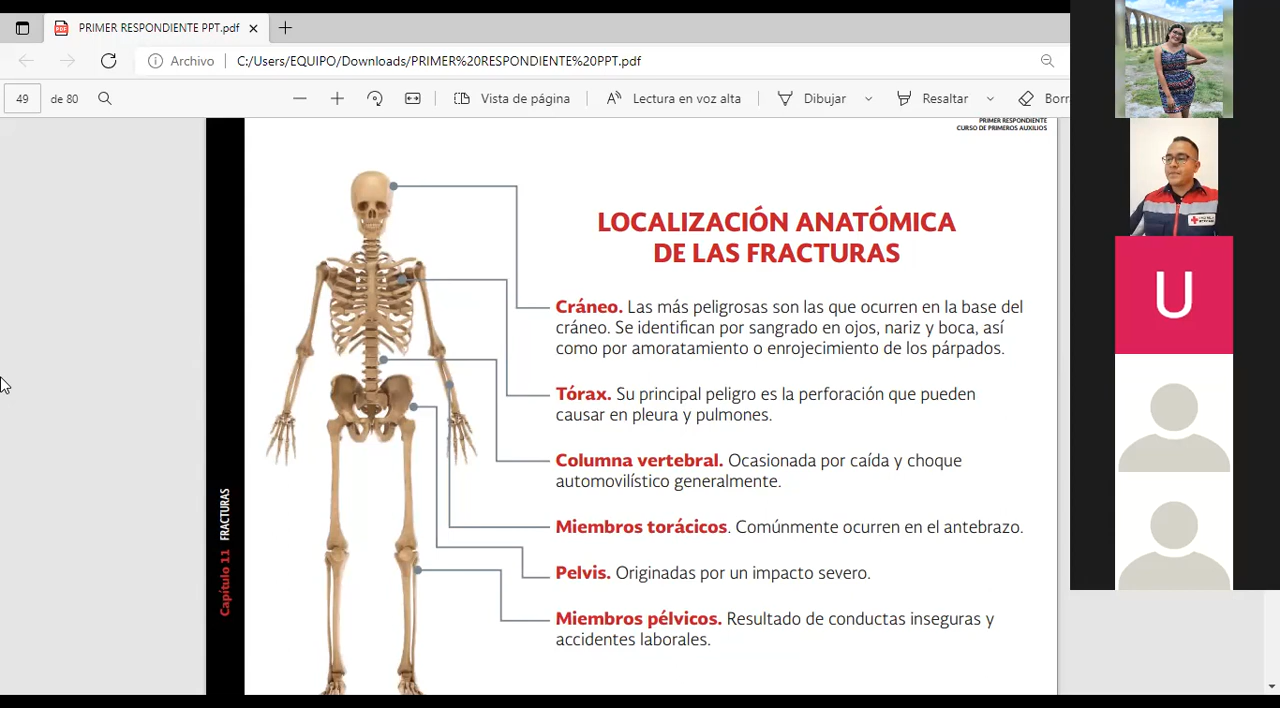 PRIMER RESPONDIENTE PPT.pdf
Archivo
C:/Users/EQUIPO/Downloads/PRIMER%20RESPONDIENTE%20PPT.pdf
49 de 80
Vista de página
Lectura en voz alta
Dibujar
Resaltar
Borr
PRIMER RESPONDIENTE
CURSO DE PRIMEROS AUXILIOS
LOCALIZACIÓN ANATÓMICA
DE LAS FRACTURAS
Cráneo. Las más peligrosas son las que ocurren en la base del
cráneo. Se identifican por sangrado en ojos, nariz y boca, así
como por amoratamiento o enrojecimiento de los párpados.
Tórax. Su principal peligro es la perforación que pueden
causar en pleura y pulmones.
Columna vertebral. Ocasionada por caída y choque
automovilístico generalmente.
Miembros torácicos. Comúnmente ocurren en el antebrazo.
Pelvis. Originadas por un impacto severo.
Miembros pélvicos. Resultado de conductas inseguras y
accidentes laborales.
Capítulo 11 FRACTURAS
U